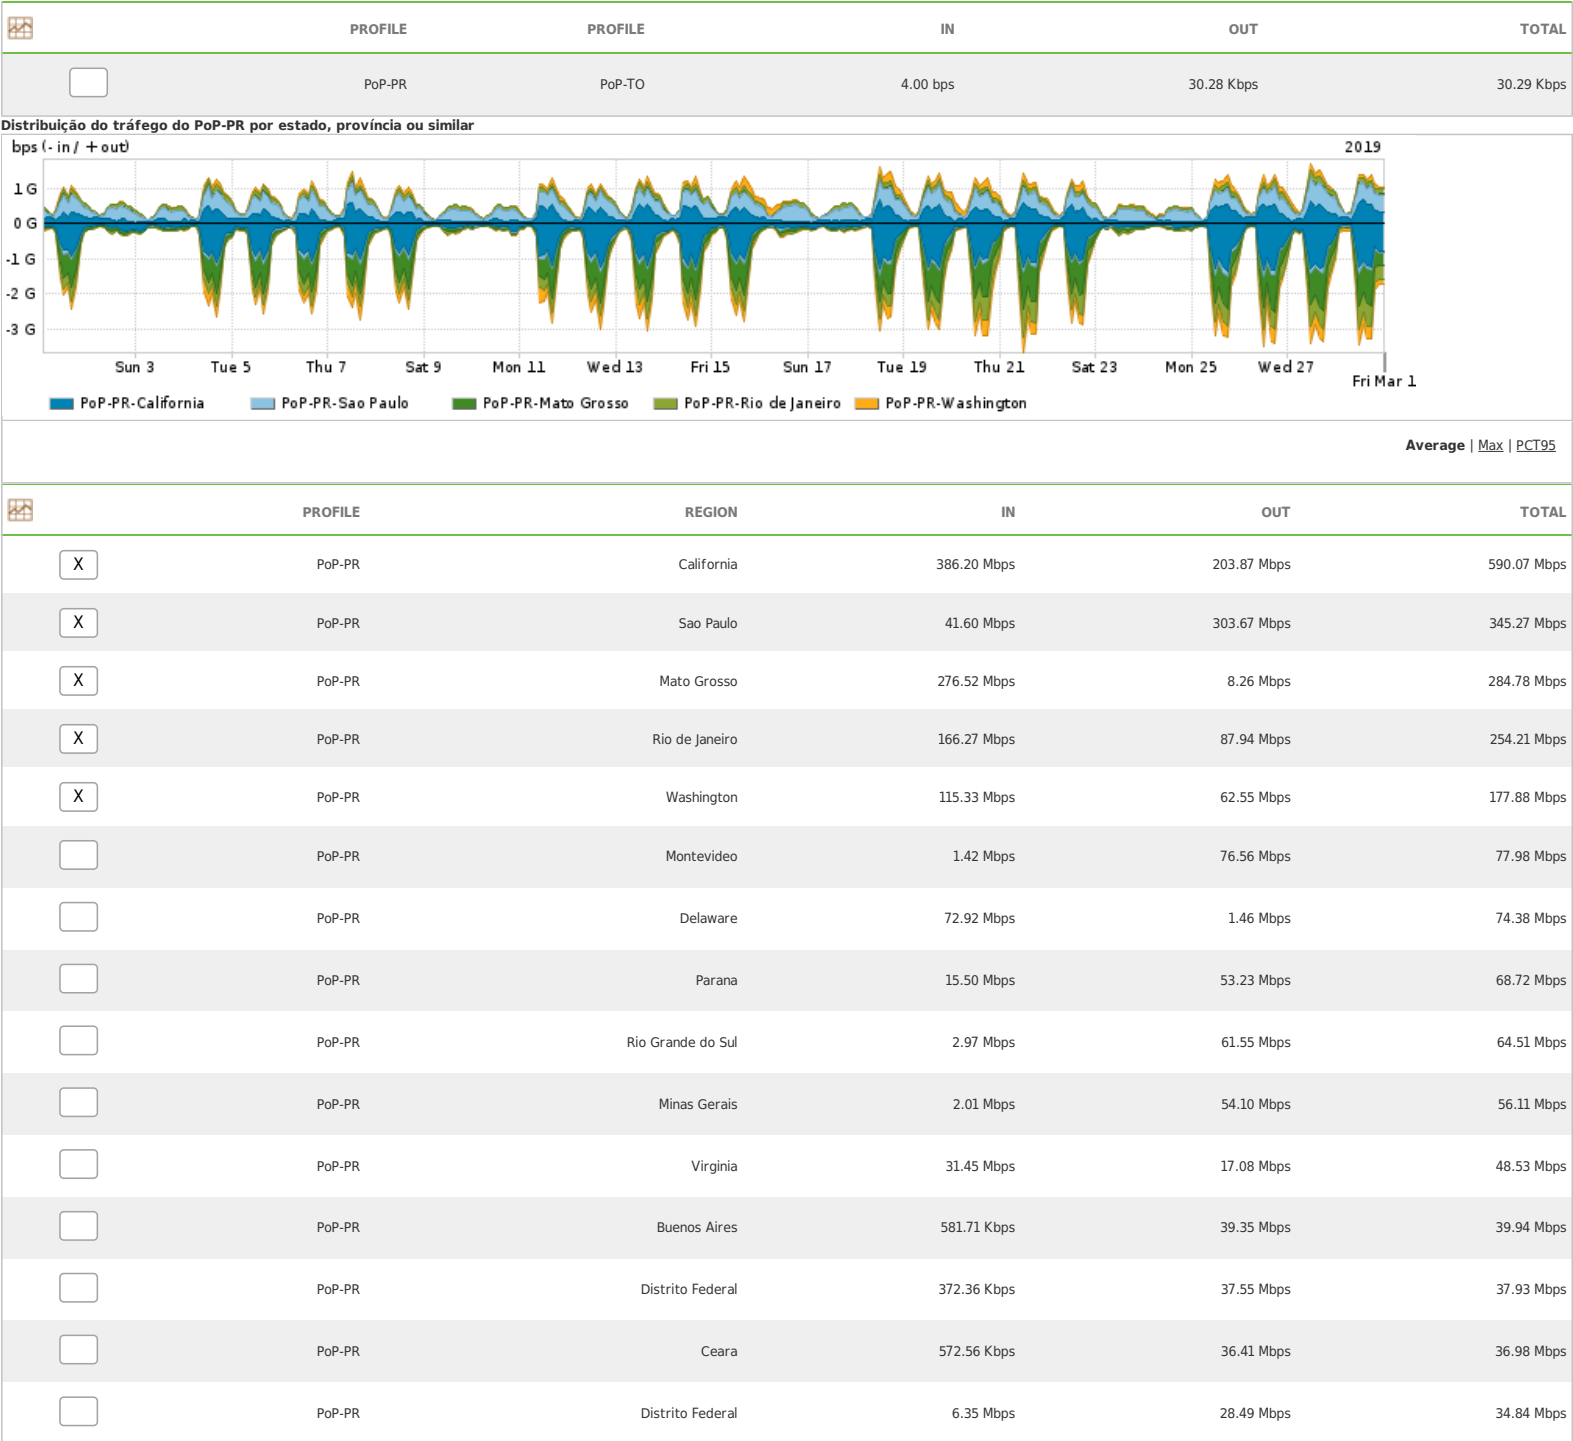 PROFILE PROFILE IN OUT TOTAL
PoP-PR PoP-TO 4.00 bps 30.28 Kbps 30.29 Kbps
Distribuição do tráfego do PoP-PR por estado, província ou similar
bps (- in / + out) 2019
1 G
0 G
-1 G
-2 G
-3 G
Sun 3 Tue 5 Thu 7 Sat 9 Mon 11 Wed 13 Fri 15 Sun 17 Tue 19 Thu 21 Sat 23 Mon 25 Wed 27
Fri Mar 1
PoP-PR-California PoP-PR-Sao Paulo PoP-PR-Mato Grosso PoP-PR-Rio de Janeiro PoP-PR-Washington
Average | Max | PCT95
PROFILE REGION IN OUT TOTAL
X PoP-PR California 386.20 Mbps 203.87 Mbps 590.07 Mbps
X PoP-PR Sao Paulo 41.60 Mbps 303.67 Mbps 345.27 Mbps
X PoP-PR Mato Grosso 276.52 Mbps 8.26 Mbps 284.78 Mbps
X PoP-PR Rio de Janeiro 166.27 Mbps 87.94 Mbps 254.21 Mbps
X PoP-PR Washington 115.33 Mbps 62.55 Mbps 177.88 Mbps
PoP-PR Montevideo 1.42 Mbps 76.56 Mbps 77.98 Mbps
PoP-PR Delaware 72.92 Mbps 1.46 Mbps 74.38 Mbps
PoP-PR Parana 15.50 Mbps 53.23 Mbps 68.72 Mbps
PoP-PR Rio Grande do Sul 2.97 Mbps 61.55 Mbps 64.51 Mbps
PoP-PR Minas Gerais 2.01 Mbps 54.10 Mbps 56.11 Mbps
PoP-PR Virginia 31.45 Mbps 17.08 Mbps 48.53 Mbps
PoP-PR Buenos Aires 581.71 Kbps 39.35 Mbps 39.94 Mbps
PoP-PR Distrito Federal 372.36 Kbps 37.55 Mbps 37.93 Mbps
PoP-PR Ceara 572.56 Kbps 36.41 Mbps 36.98 Mbps
PoP-PR Distrito Federal 6.35 Mbps 28.49 Mbps 34.84 Mbps